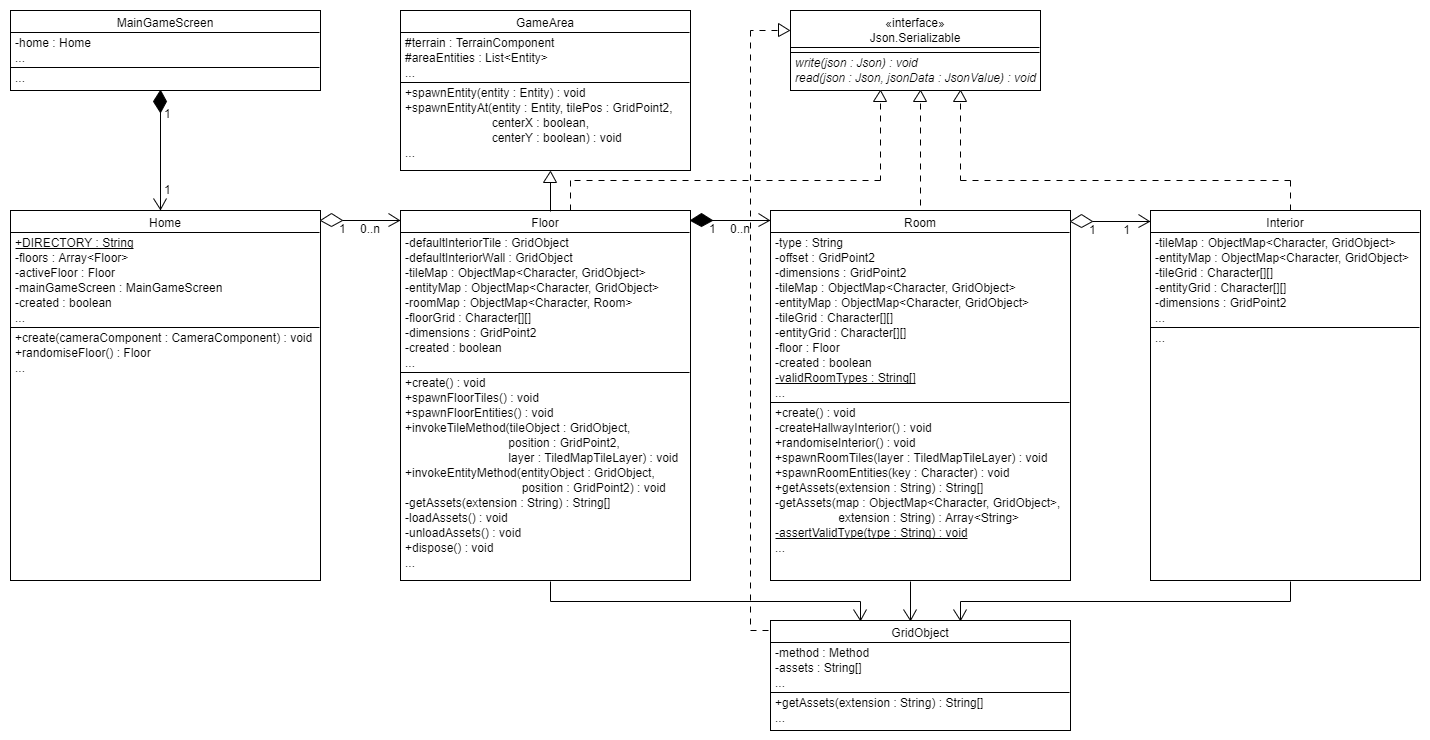 MainGameScreen
-home : Home
...
...
GameArea
#terrain : TerrainComponent
#areaEntities : List<Entity>
...
+spawnEntity(entity : Entity) : void
+spawnEntityAt(entity : Entity, tilePos : GridPoint2,
centerX : boolean,
centerY : boolean) : void
...
«interface»
Json.Serializable
write(json : Json) : void
read(json : Json, jsonData : JsonValue) : void
1
1
Home
+DIRECTORY : String
-floors : Array<Floor>
-activeFloor : Floor
-mainGameScreen : MainGameScreen
-created : boolean
...
+create(cameraComponent : CameraComponent) : void
+randomiseFloor() : Floor
...
1
0..n
Floor
-defaultInteriorTile : GridObject
-defaultInteriorWall : GridObject
-tileMap : ObjectMap<Character, GridObject>
-entityMap : ObjectMap<Character, GridObject>
-roomMap : ObjectMap<Character, Room>
-floorGrid : Character[][]
-dimensions : GridPoint2
-created : boolean
...
+create() : void
+spawnFloorTiles() : void
+spawnFloorEntities() : void
+invokeTileMethod(tileObject : GridObject,
position : GridPoint2,
layer : TiledMapTileLayer) : void
+invokeEntityMethod(entityObject : GridObject,
position : GridPoint2) : void
-getAssets(extension : String) : String[]
-loadAssets() : void
-unloadAssets() : void
+dispose() : void
...
1
0..n
Room
-type : String
-offset : GridPoint2
-dimensions : GridPoint2
-tileMap : ObjectMap<Character, GridObject>
-entityMap : ObjectMap<Character, GridObject>
-tileGrid : Character[][]
-entityGrid : Character[][]
-floor : Floor
-created : boolean
-validRoomTypes : String[]
...
+create() : void
-createHallwayInterior() : void
+randomiseInterior() : void
+spawnRoomTiles(layer : TiledMapTileLayer) : void
+spawnRoomEntities(key : Character) : void
+getAssets(extension : String) : String[]
-getAssets(map : ObjectMap<Character, GridObject>,
extension : String) : Array<String>
-assertValidType(type : String) : void
...
1
1
Interior
-tileMap : ObjectMap<Character, GridObject>
-entityMap : ObjectMap<Character, GridObject>
-tileGrid : Character[][]
-entityGrid : Character[][]
-dimensions : GridPoint2
...
...
GridObject
-method : Method
-assets : String[]
...
+getAssets(extension : String) : String[]
...